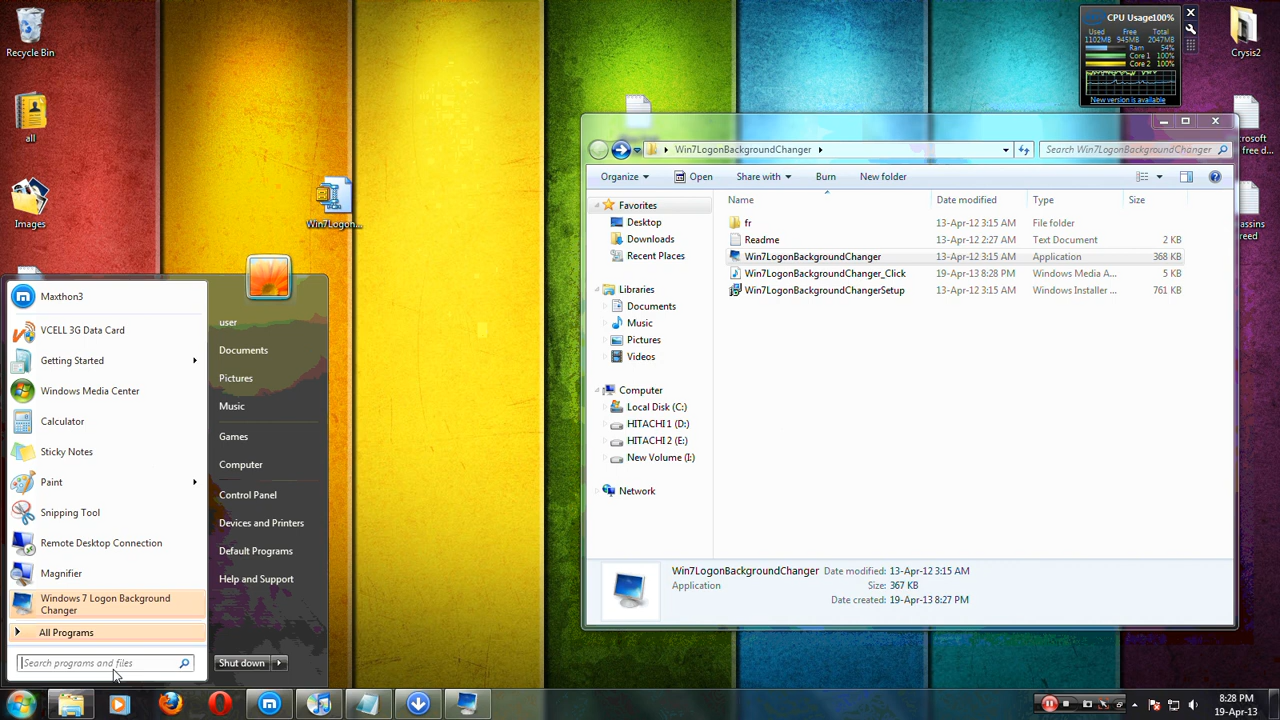 Recycle Bin
all
Images
Win7Logon...
CPU Usage100%
Used Free Total
1102MB 945MB 2047MB
Ram 54%
Core 1 100%
Core 2 100%
New version is available
Crysis2
Win7LogonBackgroundChanger
Search Win7LogonBackgroundChanger
Organize Open Share with Burn New folder
Favorites
Desktop
Downloads
Recent Places
Libraries
Documents
Music
Pictures
Videos
Computer
Local Disk (C:)
HITACHI 1 (D:)
HITACHI 2 (E:)
New Volume (I:)
Network
Name Date modified Type Size
fr 13-Apr-12 3:15 AM File folder
Readme 13-Apr-12 2:27 AM Text Document 2 KB
Win7LogonBackgroundChanger 13-Apr-12 3:15 AM Application 368 KB
Win7LogonBackgroundChanger_Click 19-Apr-13 8:28 PM Windows Media A... 5 KB
Win7LogonBackgroundChangerSetup 13-Apr-12 3:15 AM Windows Installer ... 761 KB
Win7LogonBackgroundChanger Date modified: 13-Apr-12 3:15 AM
Application Size: 367 KB
Date created: 19-Apr-13 8:27 PM
Maxthon3
VCELL 3G Data Card
Getting Started
Windows Media Center
Calculator
Sticky Notes
Paint
Snipping Tool
Remote Desktop Connection
Magnifier
Windows 7 Logon Background
Changer
All Programs
Search programs and files
user
Documents
Pictures
Music
Games
Computer
Control Panel
Devices and Printers
Default Programs
Help and Support
Shut down
8:28 PM
19-Apr-13